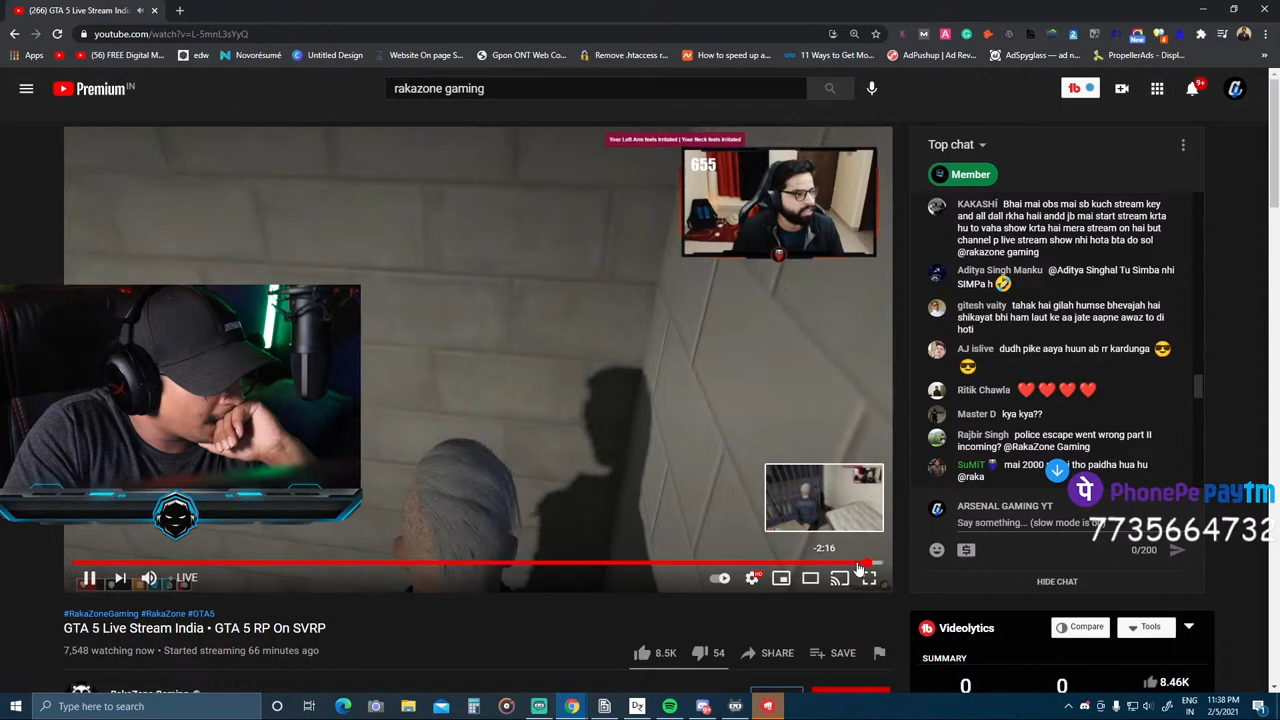 (266) GTA 5 Live Stream India
youtube.com/watch?v=L-5mnL3sYyQ
Apps
(56) FREE Digital M...
edw
Novorésumé
Untitled Design
Website on page S...
Gpon ONT Web Co...
Remove .htaccess r...
How to speed up a...
11 Ways to Get Mo...
AdPushup | Ad Rev...
AdSpyglass — ad n...
PropellerAds - Displ...
Premium IN
rakazone gaming
9+
Your Left Arm feels Irritated | Your Neck feels Irritated
655
-2:16
LIVE
HD
Top chat
Member
KAKASHÍ Bhai mai obs mai sb kuch stream key
and all dall rkha haii andd jb mai start stream krta
hu to vaha show krta hai mera stream on hai but
channel p live stream show nhi hota bta do sol
@rakazone gaming
Aditya Singh Manku @Aditya Singhal Tu Simba nhi
SIMPa h 🤣
gitesh vaity tahak hai gilah humse bhevajah hai
shikayat bhi ham laut ke aa jate aapne awaz to di
hoti
AJ islive dudh pike aaya huun ab rr kardunga 😎
😎
Ritik Chawla ❤️ ❤️ ❤️ ❤️
Master D kya kya??
Rajbir Singh police escape went wrong part II
incoming? @RakaZone Gaming
SuMiT mai 2000 tho paidha hua hu
@raka
पे PhonePe paytm
7735664732
ARSENAL GAMING YT
Say something... (slow mode is
0/200
HIDE CHAT
#RakaZoneGaming #RakaZone #GTA5
GTA 5 Live Stream India • GTA 5 RP On SVRP
7,548 watching now • Started streaming 66 minutes ago
8.5K
54
SHARE
SAVE
RakaZone Gaming
tb Videolytics
Compare
Tools
SUMMARY
0
0
8.46K
Type here to search
ENG
IN
11:38 PM
2/5/2021